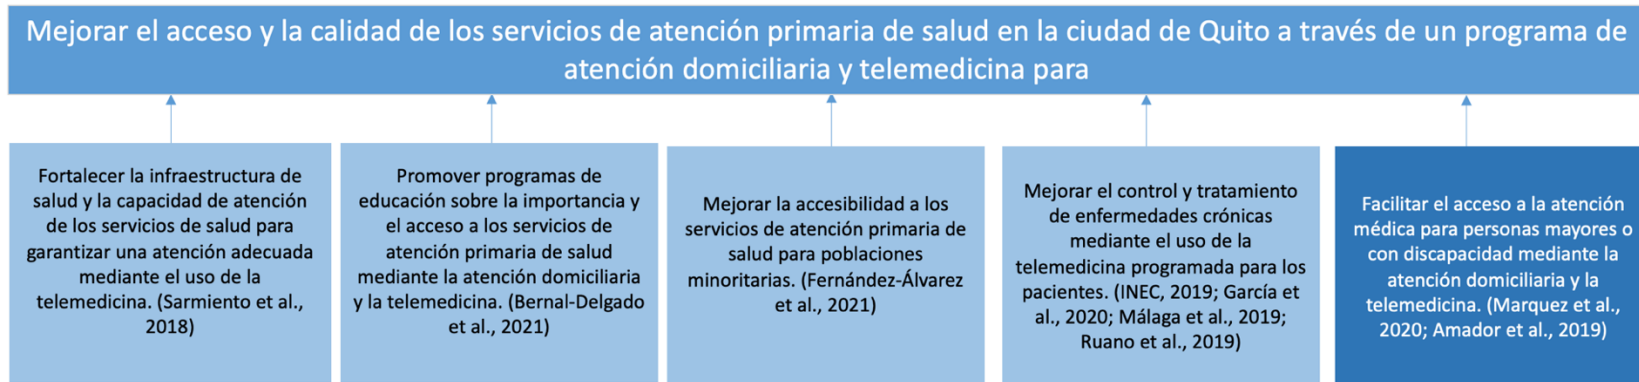 Mejorar el acceso y la calidad de los servicios de atención primaria de salud en la ciudad de Quito a través de un programa de
atención domiciliaria y telemedicina para
Fortalecer la infraestructura de
salud y la capacidad de atención
de los servicios de salud para
garantizar una atención adecuada
mediante el uso de la
telemedicina. (Sarmiento et al.,
2018)
Promover programas de
educación sobre la importancia y
el acceso a los servicios de
atención primaria de salud
mediante la atención domiciliaria
y la telemedicina. (Bernal-Delgado
et al., 2021)
Mejorar la accesibilidad a los
servicios de atención primaria de
salud para poblaciones
minoritarias. (Fernández-Álvarez
et al., 2021)
Mejorar el control y tratamiento
de enfermedades crónicas
mediante el uso de la
telemedicina programada para los
pacientes. (INEC, 2019; García et
al., 2020; Málaga et al., 2019;
Ruano et al., 2019)
Facilitar el acceso a la atención
médica para personas mayores o
con discapacidad mediante la
atención domiciliaria y la
telemedicina. (Marquez et al.,
2020; Amador et al., 2019)